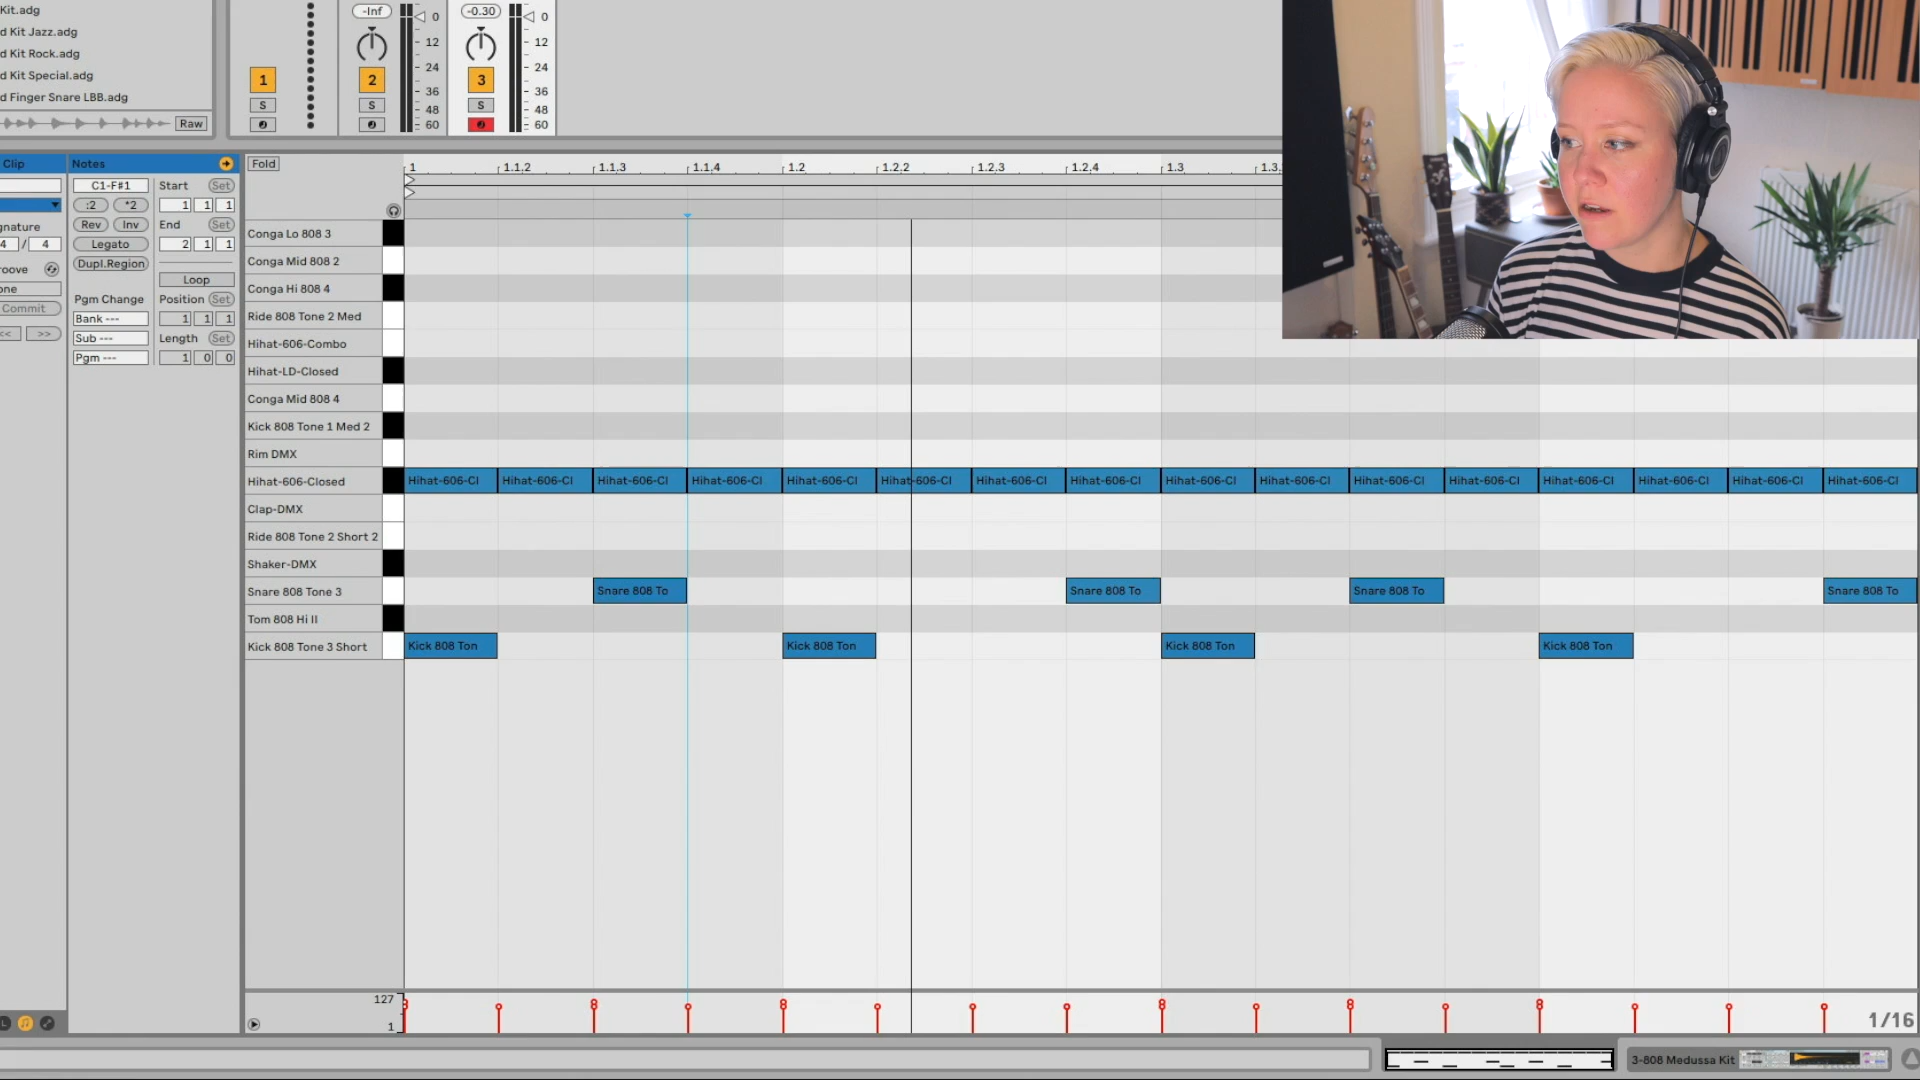 Kit.adg
d Kit Jazz.adg
d Kit Rock.adg
d Kit Special.adg
d Finger Snare LBB.adg
Raw
-Inf
-0.30
0
12
24
36
48
60
0
12
24
36
48
60
1
2
3
S
S
S
Clip
Notes
C1-F#1
Start
Set
:2
*2
1 1 1
Rev
Inv
End
Set
gnature
4 / 4
Legato
2 1 1
Dupl.Region
roove
one
Loop
Commit
Pgm Change
Position
Set
Bank ---
1 1 1
<<
>>
Sub ---
Length
Set
Pgm ---
1 0 0
Fold
1
1.1.2
1.1.3
1.1.4
1.2
1.2.2
1.2.3
1.2.4
1.3
1.3.
Conga Lo 808 3
Conga Mid 808 2
Conga Hi 808 4
Ride 808 Tone 2 Med
Hihat-606-Combo
Hihat-LD-Closed
Conga Mid 808 4
Kick 808 Tone 1 Med 2
Rim DMX
Hihat-606-Closed
Hihat-606-Cl Hihat-606-Cl Hihat-606-Cl Hihat-606-Cl Hihat-606-Cl Hihat-606-Cl Hihat-606-Cl Hihat-606-Cl Hihat-606-Cl Hihat-606-Cl Hihat-606-Cl Hihat-606-Cl Hihat-606-Cl Hihat-606-Cl Hihat-606-Cl Hihat-606-Cl
Clap-DMX
Ride 808 Tone 2 Short 2
Shaker-DMX
Snare 808 Tone 3
Snare 808 To Snare 808 To Snare 808 To Snare 808 To
Tom 808 Hi II
Kick 808 Tone 3 Short
Kick 808 Ton Kick 808 Ton Kick 808 Ton Kick 808 Ton
127
1
1/16
3-808 Medussa Kit